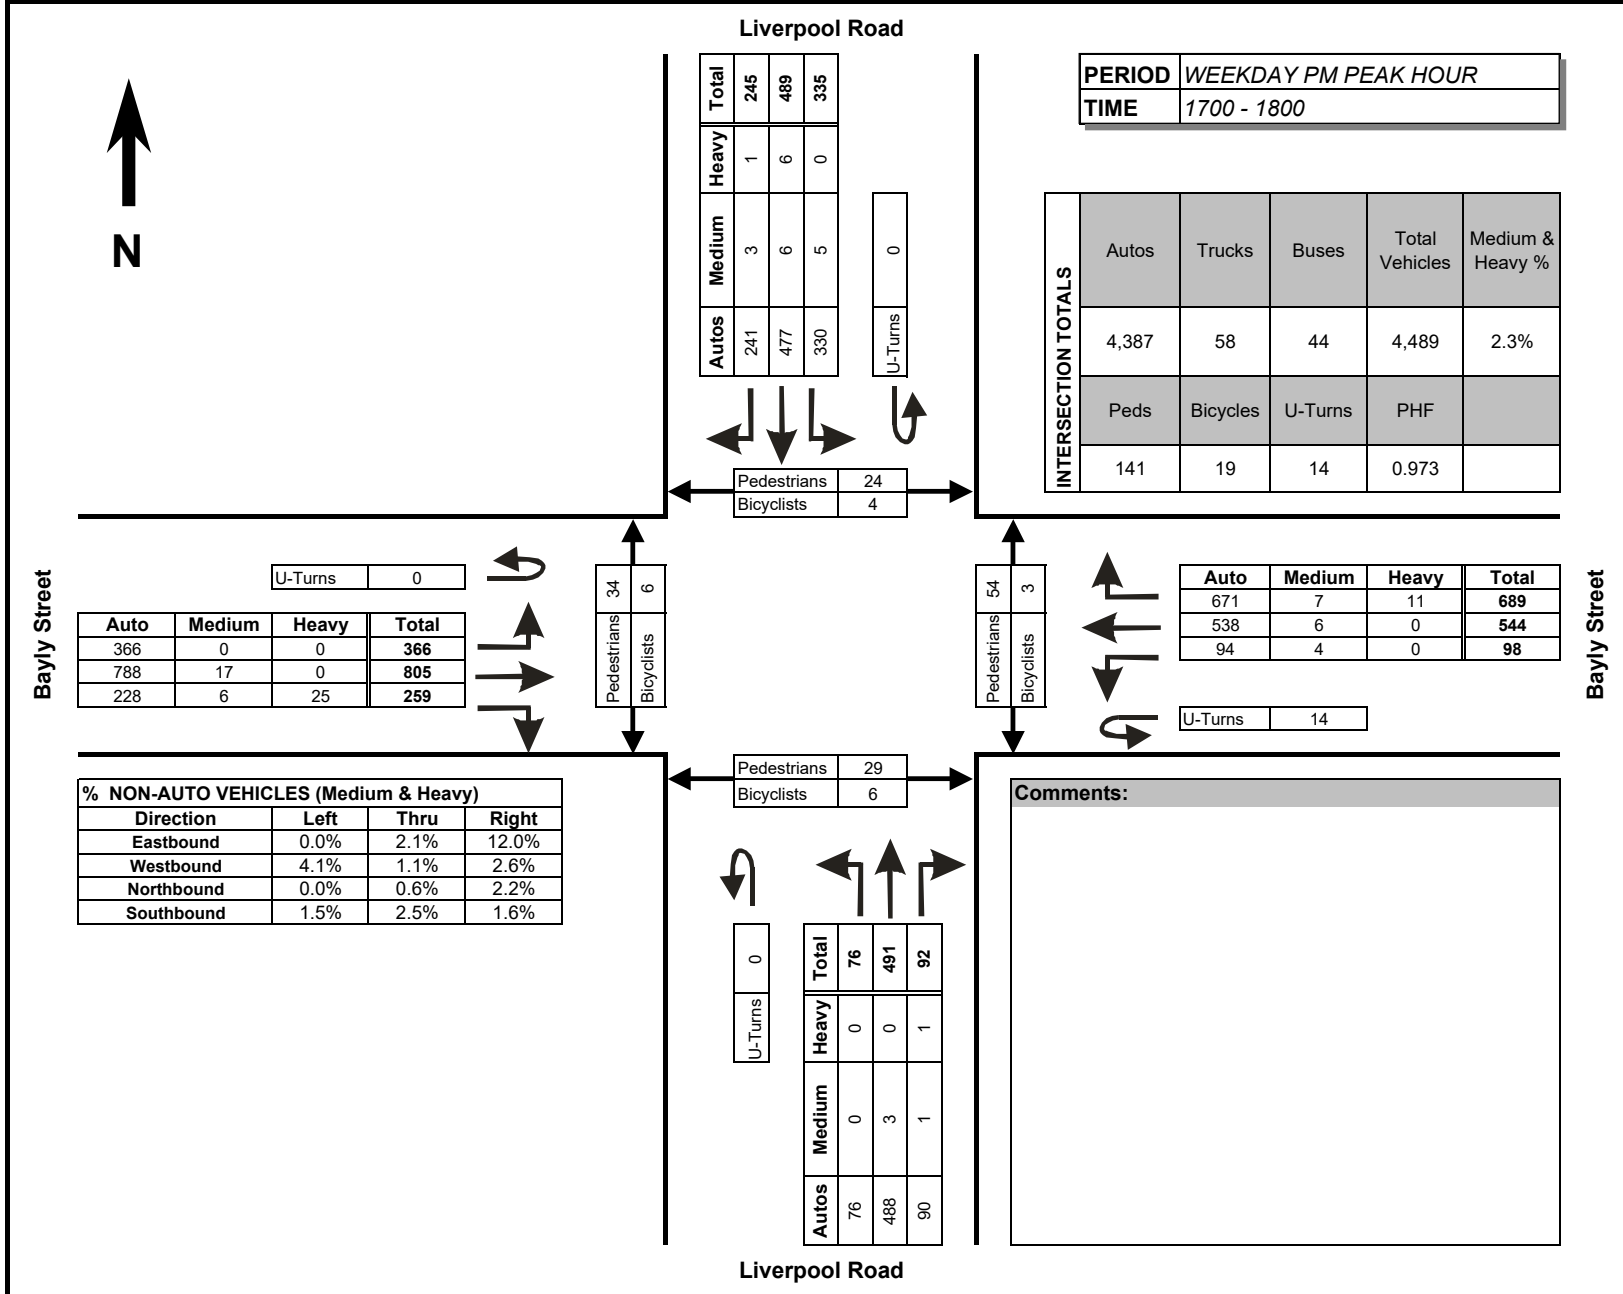 Liverpool Road
PERIOD WEEKDAY PM PEAK HOUR
TIME 1700 - 1800
N
Total 245 489 335
Heavy 1 6 0
Medium 3 6 5
Autos 241 477 330
U-Turns 0
INTERSECTION TOTALS
Autos Trucks Buses Total Vehicles Medium & Heavy %
4,387 58 44 4,489 2.3%
Peds Bicycles U-Turns PHF
141 19 14 0.973
Pedestrians 24
Bicyclists 4
Bayly Street
U-Turns 0
Auto Medium Heavy Total
366 0 0 366
788 17 0 805
228 6 25 259
Pedestrians 34
Bicyclists 6
Pedestrians 54
Bicyclists 3
Auto Medium Heavy Total
671 7 11 689
538 6 0 544
94 4 0 98
U-Turns 14
Bayly Street
Pedestrians 29
Bicyclists 6
% NON-AUTO VEHICLES (Medium & Heavy)
Direction Left Thru Right
Eastbound 0.0% 2.1% 12.0%
Westbound 4.1% 1.1% 2.6%
Northbound 0.0% 0.6% 2.2%
Southbound 1.5% 2.5% 1.6%
Comments:
U-Turns 0
Total 76 491 92
Heavy 0 0 1
Medium 0 3 1
Autos 76 488 90
Liverpool Road